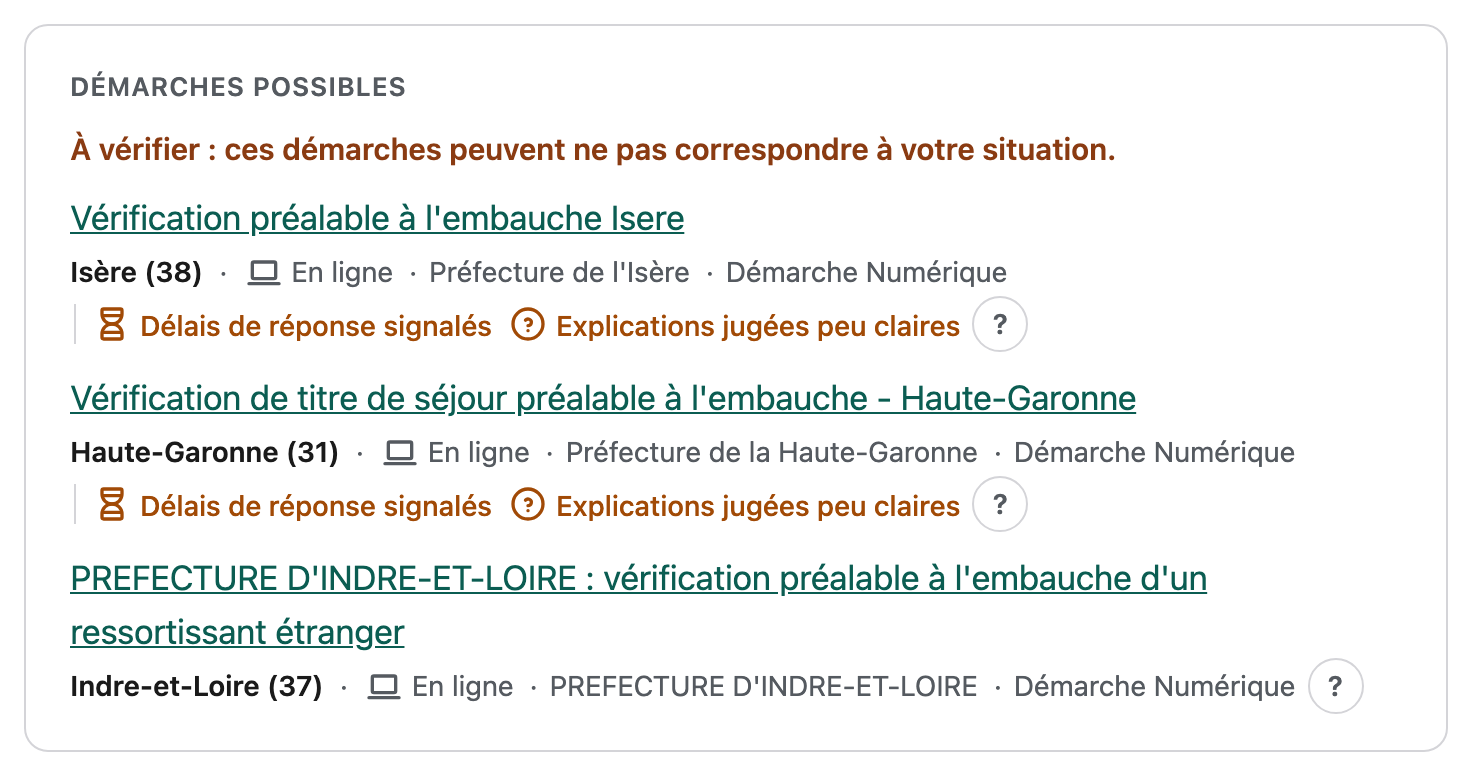 DÉMARCHES POSSIBLES
À vérifier : ces démarches peuvent ne pas correspondre à votre situation.
Vérification préalable à l'embauche Isere
Isère (38) · En ligne · Préfecture de l'Isère · Démarche Numérique
Délais de réponse signalés ? Explications jugées peu claires ?
Vérification de titre de séjour préalable à l'embauche - Haute-Garonne
Haute-Garonne (31) · En ligne · Préfecture de la Haute-Garonne · Démarche Numérique
Délais de réponse signalés ? Explications jugées peu claires ?
PREFECTURE D'INDRE-ET-LOIRE : vérification préalable à l'embauche d'un
ressortissant étranger
Indre-et-Loire (37) · En ligne · PREFECTURE D'INDRE-ET-LOIRE · Démarche Numérique ?